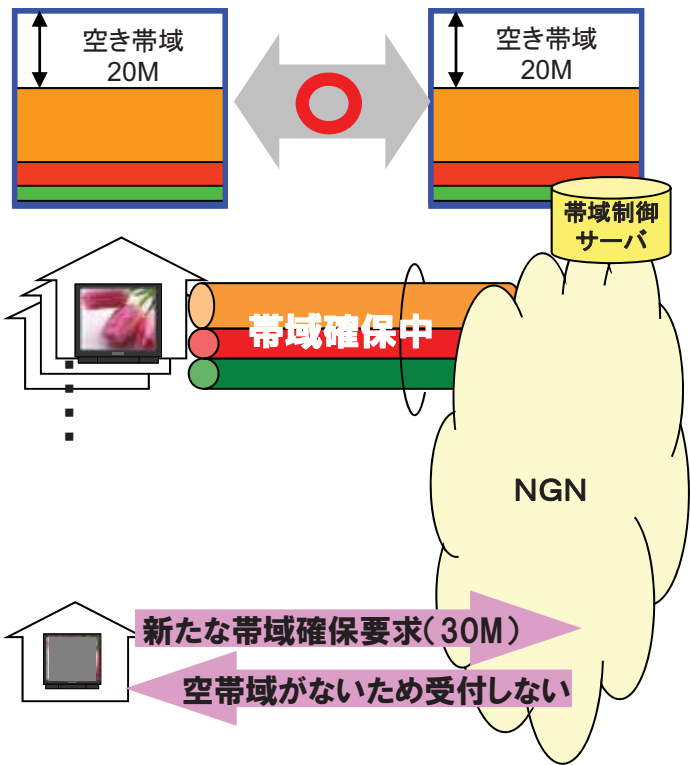 空き帯域
20M
空き帯域
20M
帯域制御
サーバ
帯域確保中
NGN
新たな帯域確保要求(30M)
空帯域がないため受付しない